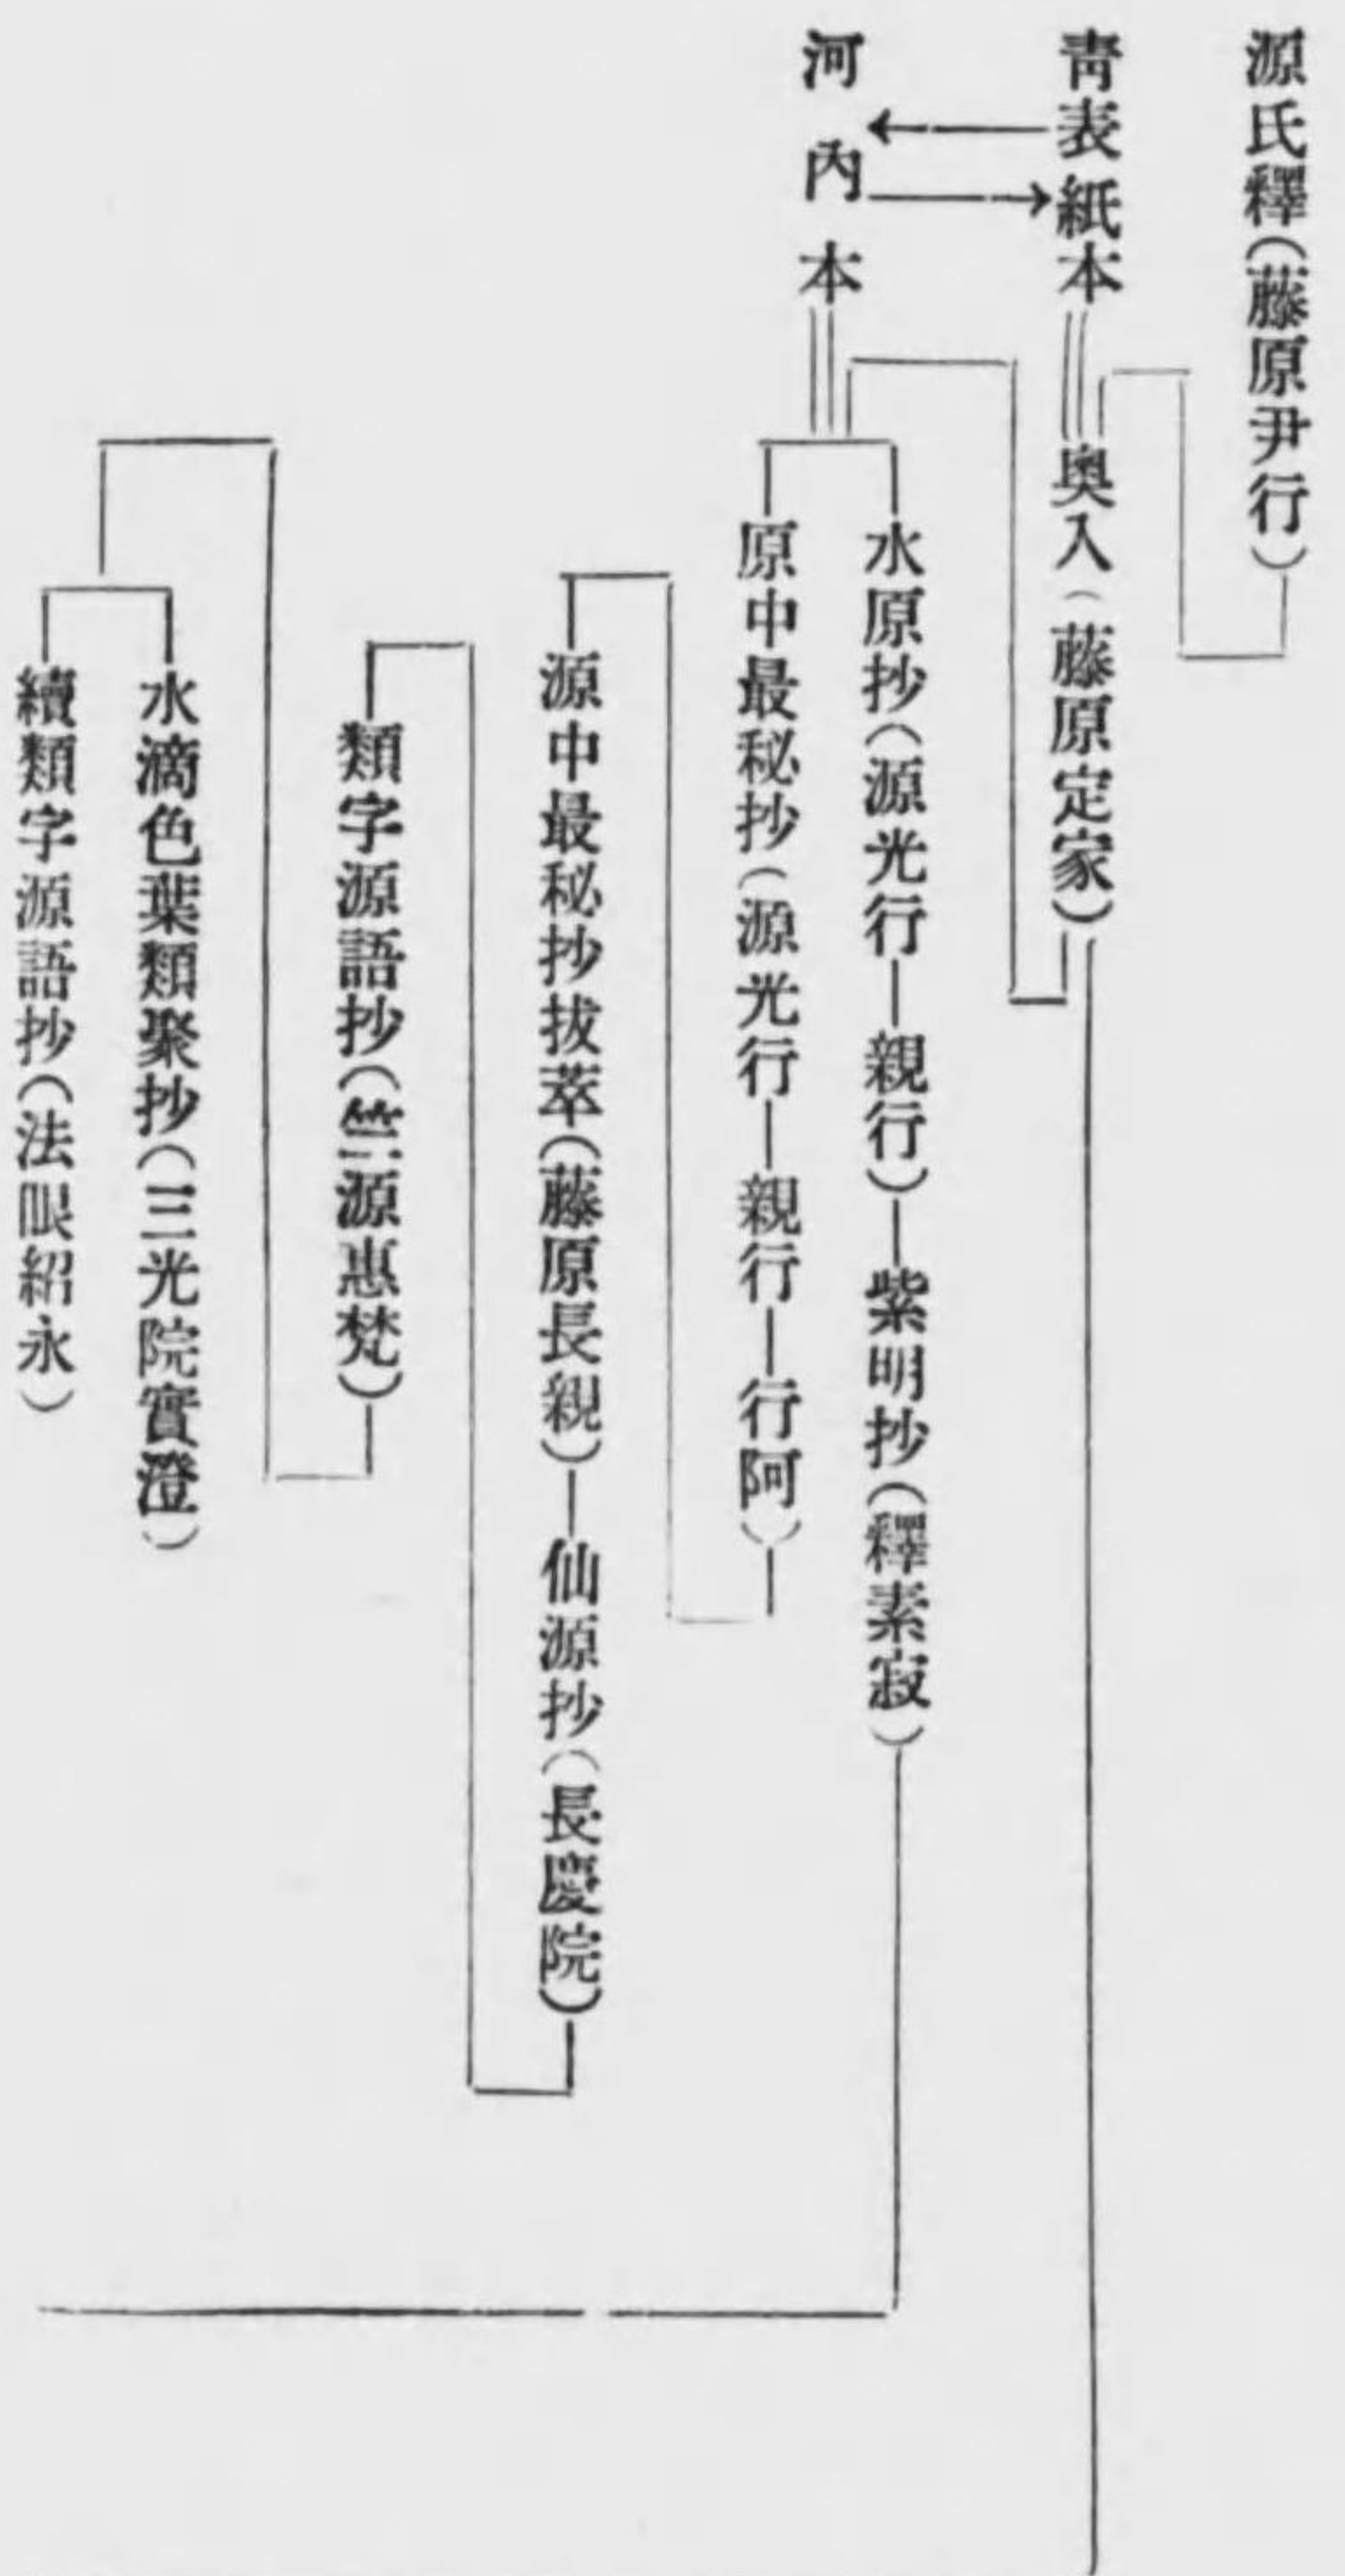 源氏釋(藤原尹行)
靑表紙本
奥入(藤原定家)
河內本
水原抄(源光行―親行)―紫明抄(釋素寂)
原中最秘抄(源光行―親行―行阿)
源中最秘抄拔萃(藤原長親)―仙源抄(長慶院)
類字源語抄(竺源惠梵)
水滴色葉類聚抄(三光院實澄)
續類字源語抄(法眼紹永)